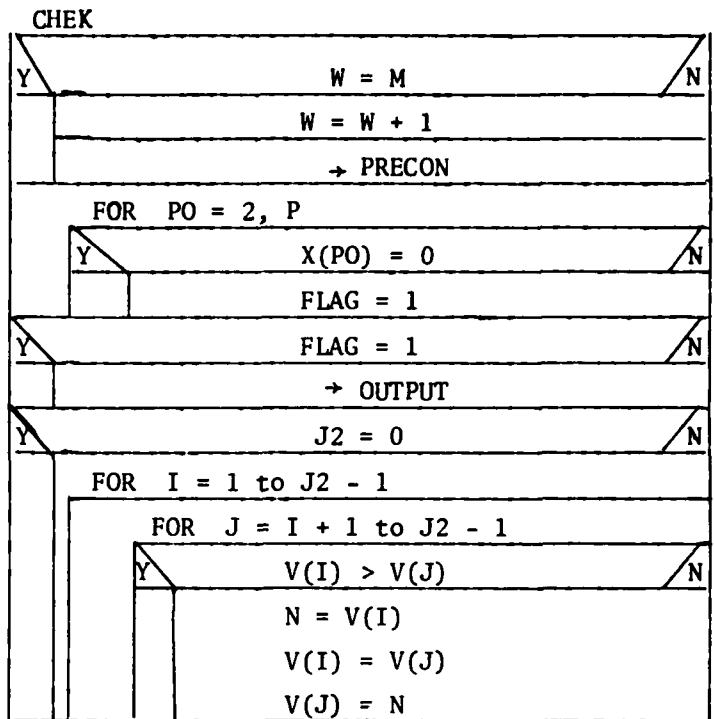 CHEK
Y W = M N
W = W + 1
→ PRECON
FOR PO = 2, P
Y X(PO) = 0 N
FLAG = 1
Y FLAG = 1 N
→ OUTPUT
Y J2 = 0 N
FOR I = 1 to J2 - 1
FOR J = I + 1 to J2 - 1
Y V(I) > V(J) N
N = V(I)
V(I) = V(J)
V(J) = N